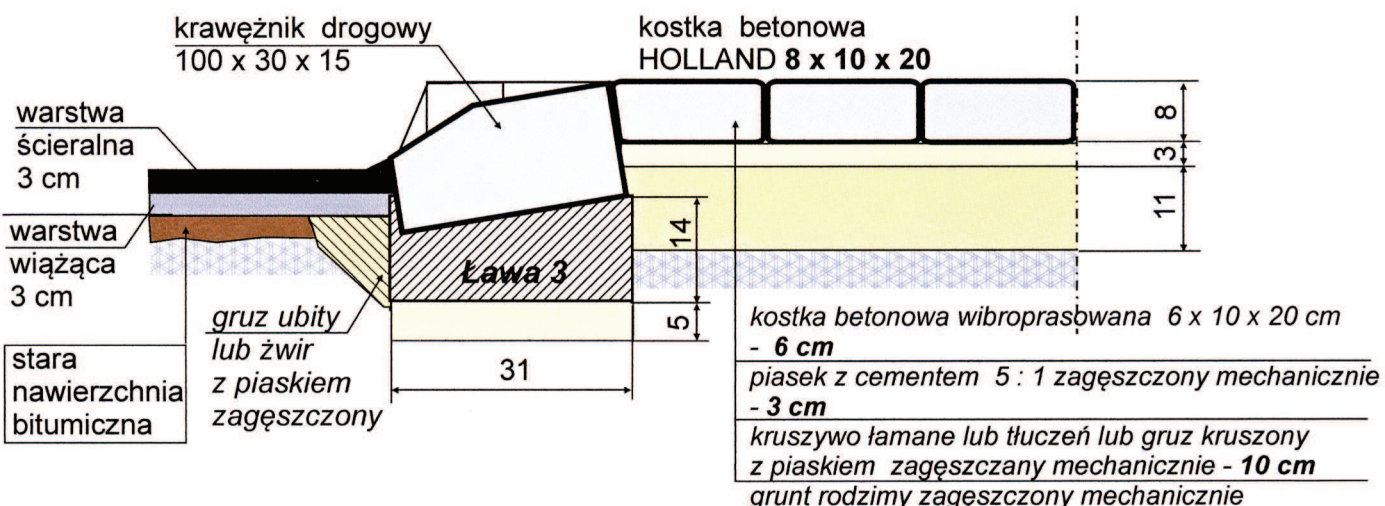 krawężnik drogowy
100 x 30 x 15
kostka betonowa
HOLLAND 8 x 10 x 20
warstwa
ścieralna
3 cm
warstwa
wiążąca
3 cm
stara
nawierzchnia
bitumiczna
gruz ubity
lub żwir
z piaskiem
zagęszczony
Ława 3
14
5
31
8
3
11
kostka betonowa wibroprasowana 6 x 10 x 20 cm
- 6 cm
piasek z cementem 5 : 1 zagęszczony mechanicznie
- 3 cm
kruszywo łamane lub tłuczeń lub gruz kruszony
z piaskiem zagęszczany mechanicznie - 10 cm
grunt rodzimy zagęszczony mechanicznie